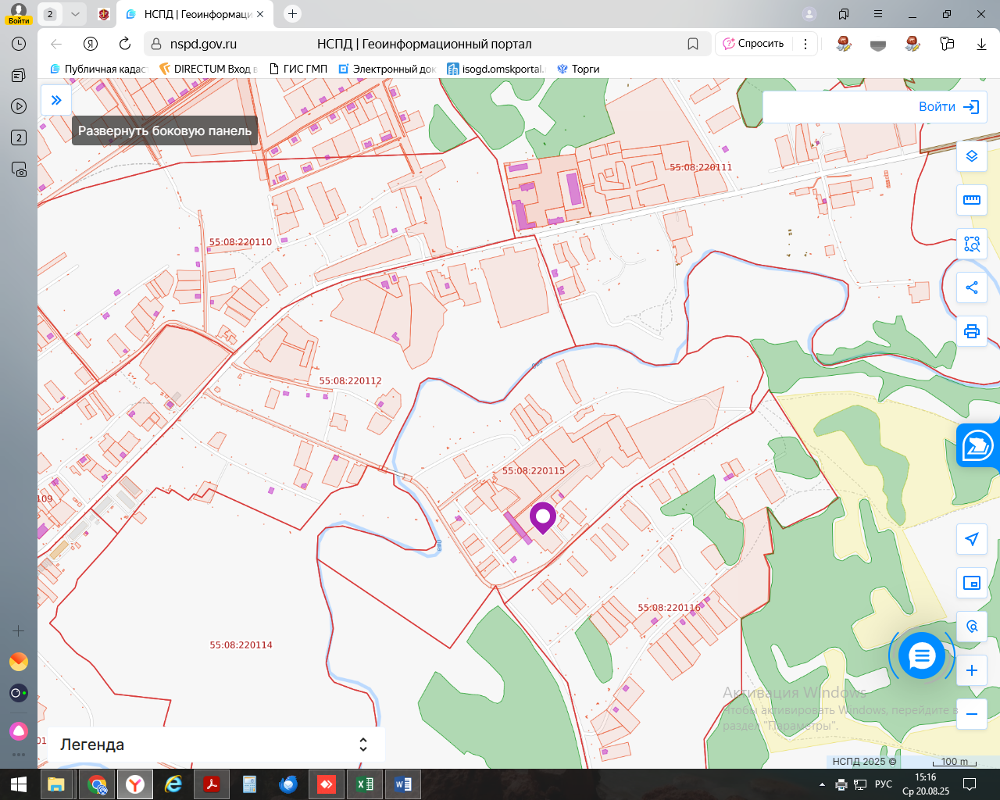 Войти
2
НСПД | Геоинформаци
nspd.gov.ru
НСПД | Геоинформационный портал
Спросить
Публичная кадас
DIRECTUM Вход в
ГИС ГМП
Электронный док
isogd.omskportal.
Торги
2
Развернуть боковую панель
Войти
55:08:220111
55:08:220110
55:08:220112
55:08:220115
109
55:08:220116
55:08:220114
01
Активация Windows
Чтобы активировать Windows, перейдите в
раздел "Параметры".
Легенда
НСПД 2025 ©
100 m
РУС
15:16
Ср 20.08.25